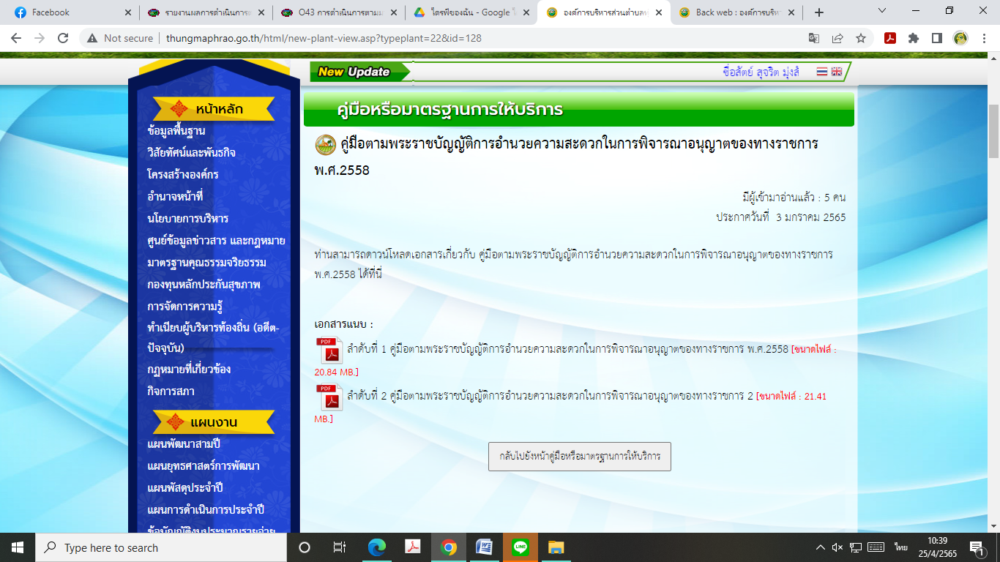 Facebook
รายงานผลการดำเนินการต
O43 การดำเนินการตามม
ไดรฟ์ของฉัน - Google ไ
องค์การบริหารส่วนตำบลท
Back web : องค์การบริห
Not secure
thungmaphrao.go.th/html/new-plant-view.asp?typeplant=22&id=128
New Update
ซื่อสัตย์ สุจริต มุ่งส
หน้าหลัก
ข้อมูลพื้นฐาน
วิสัยทัศน์และพันธกิจ
โครงสร้างองค์กร
อำนาจหน้าที่
นโยบายการบริหาร
ศูนย์ข้อมูลข่าวสาร และกฎหมาย
มาตรฐานคุณธรรมจริยธรรม
กองทุนหลักประกันสุขภาพ
การจัดการความรู้
ทำเนียบผู้บริหารท้องถิ่น (อดีต-
ปัจจุบัน)
กฎหมายที่เกี่ยวข้อง
กิจการสภา
แผนงาน
แผนพัฒนาสามปี
แผนยุทธศาสตร์การพัฒนา
แผนพัสดุประจำปี
แผนการดำเนินการประจำปี
ข้อบัญญัติงบประมาณรายจ่าย
คู่มือหรือมาตรฐานการให้บริการ
คู่มือตามพระราชบัญญัติการอำนวยความสะดวกในการพิจารณาอนุญาตของทางราชการ
พ.ศ.2558
มีผู้เข้ามาอ่านแล้ว : 5 คน
ประกาศวันที่ 3 มกราคม 2565
ท่านสามารถดาวน์โหลดเอกสารเกี่ยวกับ คู่มือตามพระราชบัญญัติการอำนวยความสะดวกในการพิจารณาอนุญาตของทางราชการ
พ.ศ.2558 ได้ที่นี่
เอกสารแนบ :
PDF ลำดับที่ 1 คู่มือตามพระราชบัญญัติการอำนวยความสะดวกในการพิจารณาอนุญาตของทางราชการ พ.ศ.2558 [ขนาดไฟล์ :
20.84 MB.]
PDF ลำดับที่ 2 คู่มือตามพระราชบัญญัติการอำนวยความสะดวกในการพิจารณาอนุญาตของทางราชการ 2 [ขนาดไฟล์ : 21.41
MB.]
กลับไปยังหน้าคู่มือหรือมาตรฐานการให้บริการ
Type here to search
LINE
ไทย
10:39
25/4/2565
1